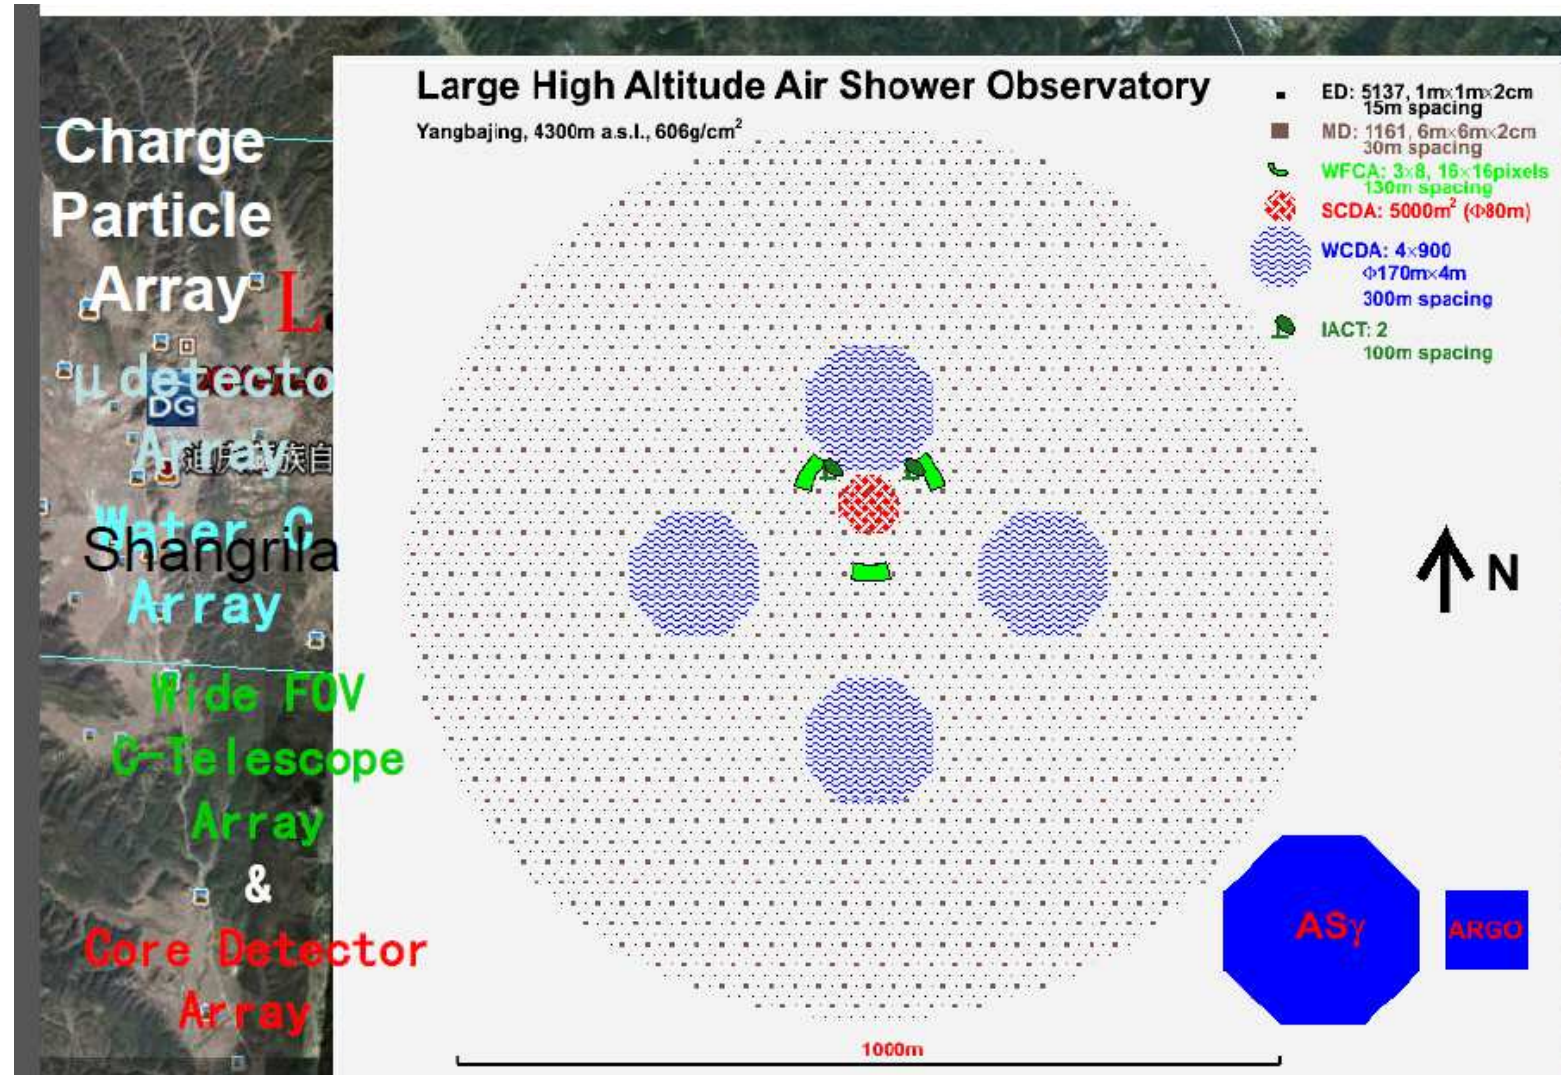 Large High Altitude Air Shower Observatory
Yangbajing, 4300m a.s.l., 606g/cm²
ED: 5137, 1m×1m×2cm
15m spacing
MD: 1161, 6m×6m×2cm
30m spacing
WFCA: 3×8, 16×16pixels
130m spacing
SCDA: 5000m² (Φ80m)
WCDA: 4×900
Φ170m×4m
300m spacing
IACT: 2
100m spacing
Charge
Particle
Array
L
μ detecto
DG
Array
族自
Water C
Shangrila
Array
Wide FOV
C-Telescope
Array
&
Core Detector
Array
N
ASγ
ARGO
1000m